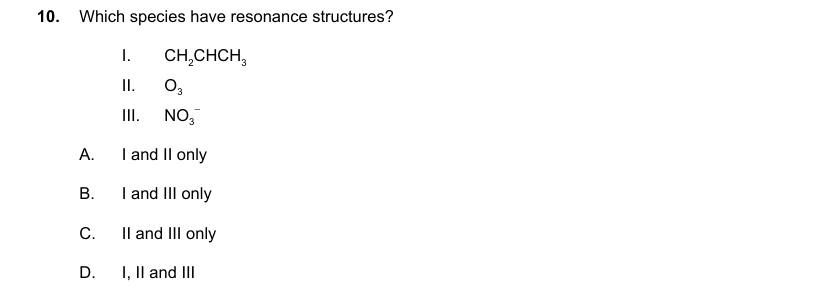 10. Which species have resonance structures?
I. CH₂CHCH₃
II. O₃
III. NO₃⁻
A. I and II only
B. I and III only
C. II and III only
D. I, II and III